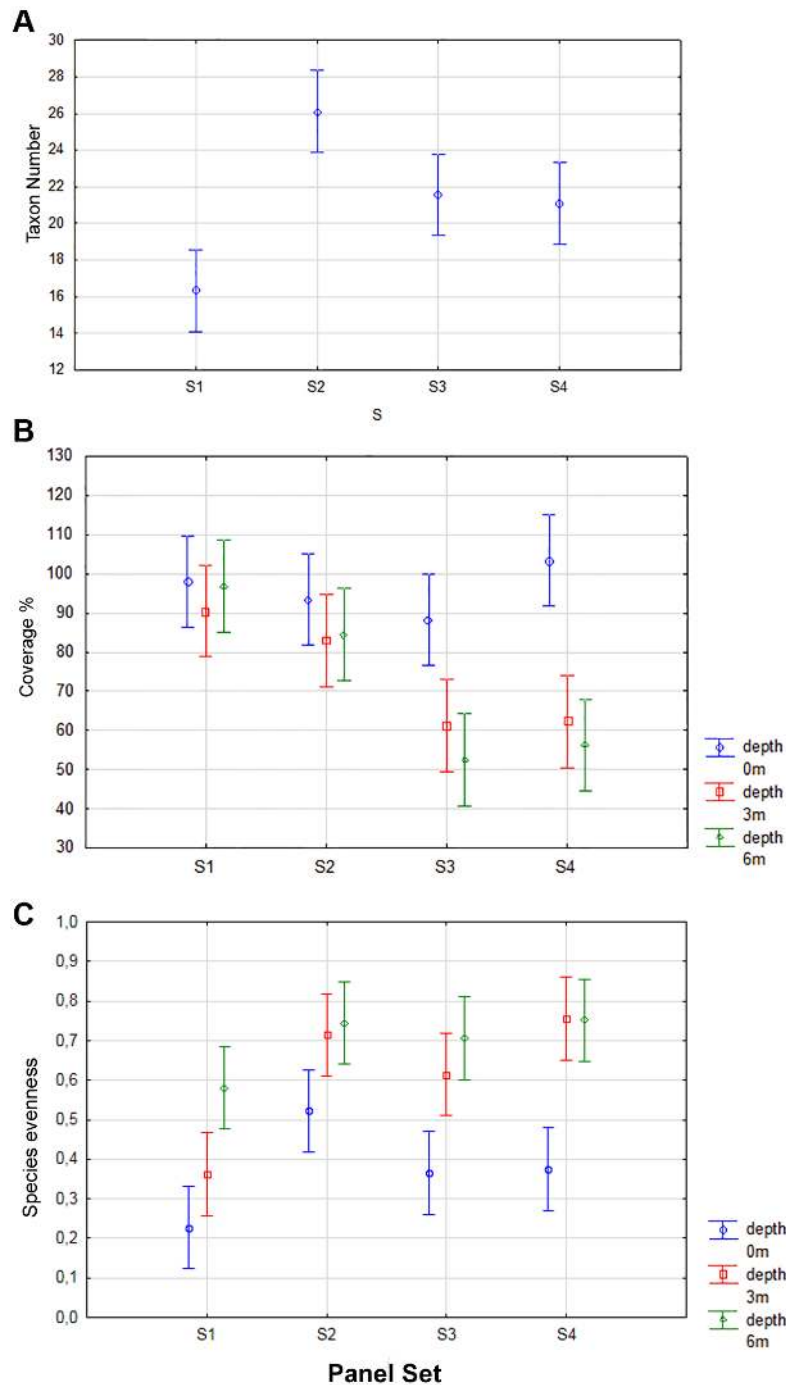 A
30
28
26
24
22
20
18
16
14
12
Taxon Number
S1 S2 S3 S4
S
B
130
120
110
100
90
80
70
60
50
40
30
Coverage %
S1 S2 S3 S4
depth
0m
depth
3m
depth
6m
C
1,0
0,9
0,8
0,7
0,6
0,5
0,4
0,3
0,2
0,1
0,0
Species evenness
S1 S2 S3 S4
depth
0m
depth
3m
depth
6m
Panel Set